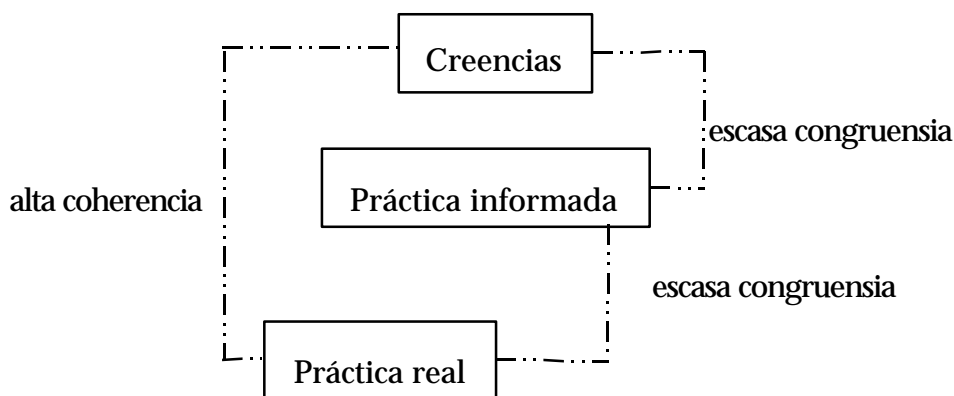 Creencias
escasa congruensia
Práctica informada
alta coherencia
escasa congruensia
Práctica real